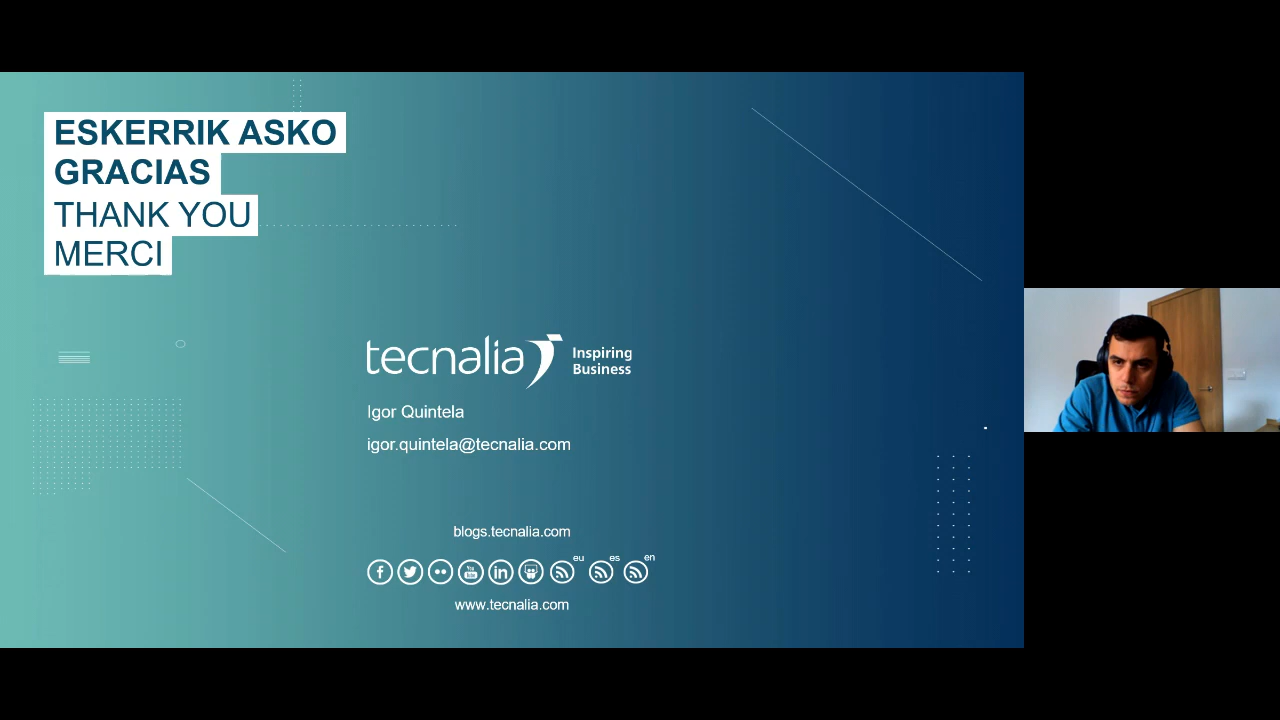 ESKERRIK ASKO
GRACIAS
THANK YOU
MERCI
tecnalia Inspiring
Business
Igor Quintela
igor.quintela@tecnalia.com
blogs.tecnalia.com
eu es en
www.tecnalia.com